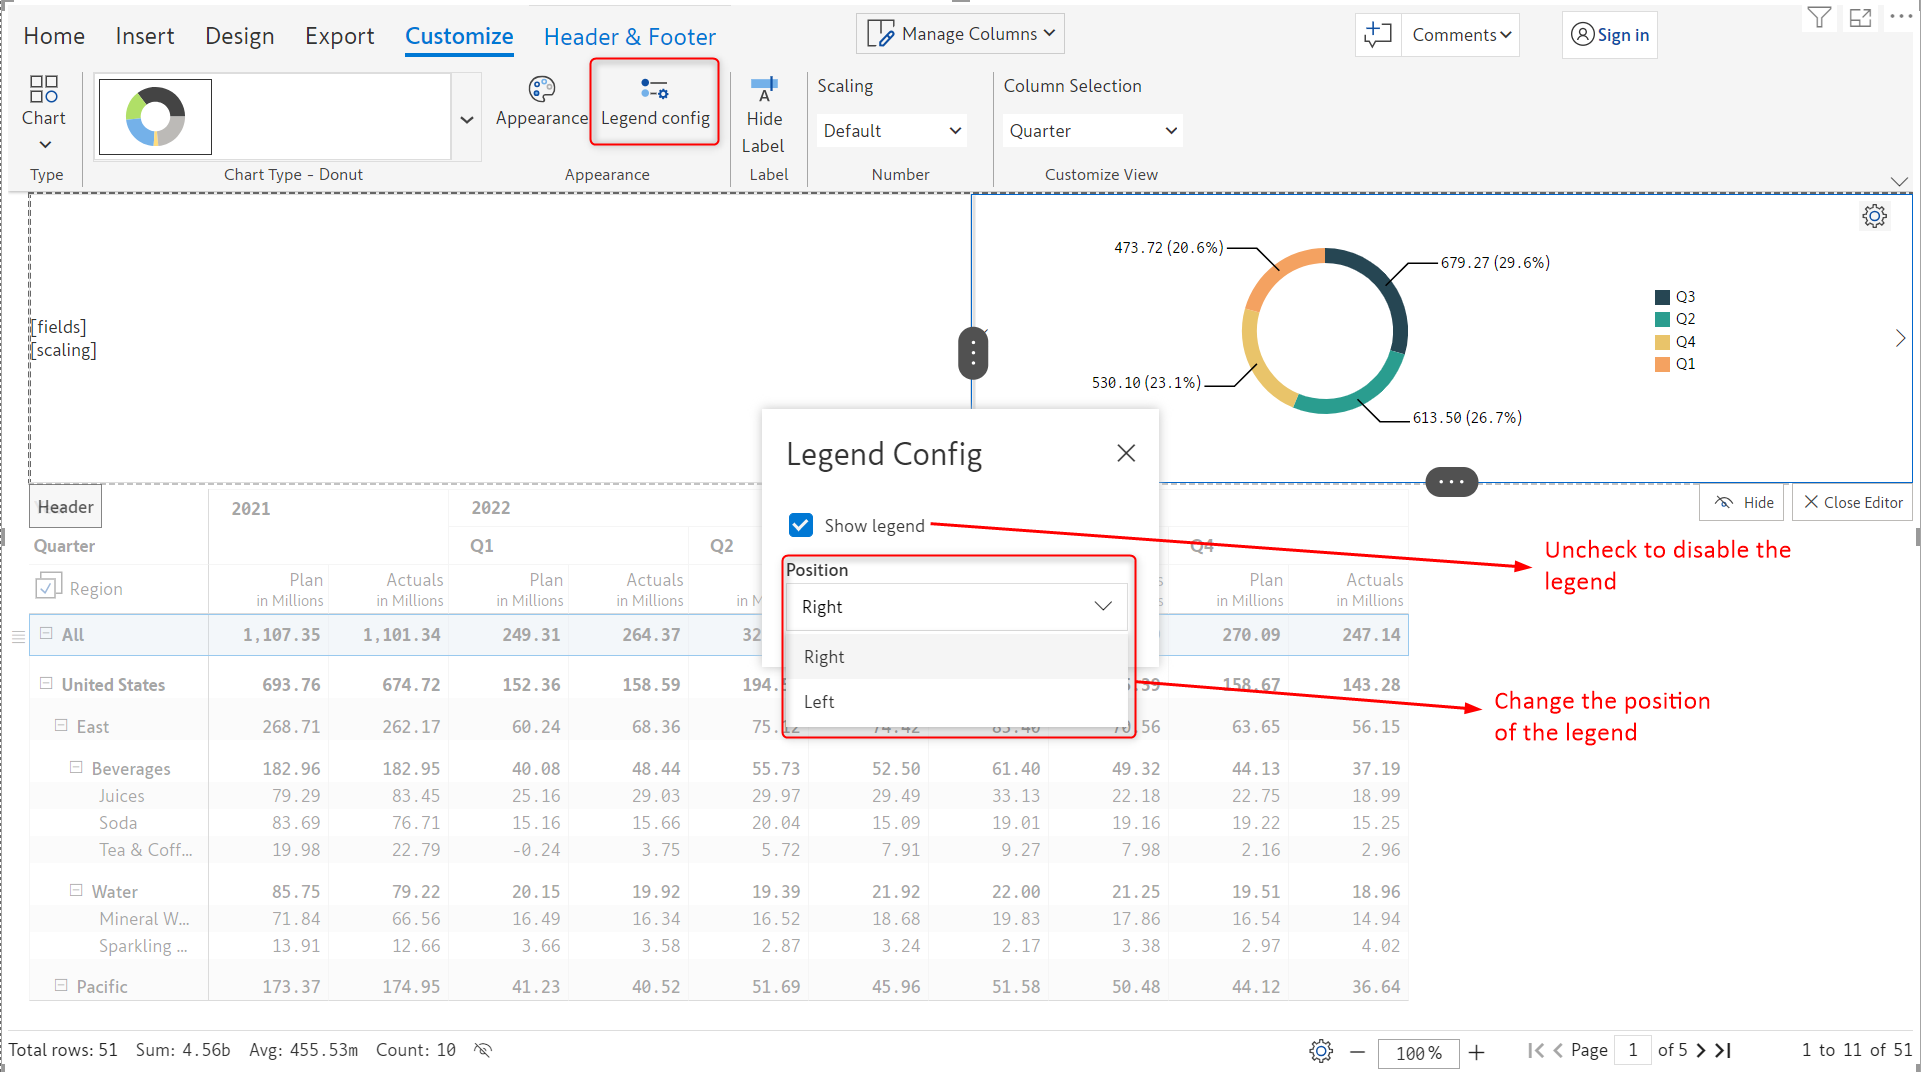 Home Insert Design Export Customize Header & Footer Manage Columns Comments Sign in
Chart
Type
Chart Type - Donut
Appearance Legend config
Appearance
Hide
Label
Label
Scaling
Default
Number
Column Selection
Quarter
Customize View
[fields]
[scaling]
473.72 (20.6%)
679.27 (29.6%)
530.10 (23.1%)
613.50 (26.7%)
Q3
Q2
Q4
Q1
Legend Config
Show legend
Position
Right
Right
Left
Hide Close Editor
Uncheck to disable the
legend
Change the position
of the legend
Header 2021 2022
Quarter Q1 Q2 Q4
Region Plan Actuals Plan Actuals Plan Actuals
in Millions in Millions in Millions in Millions in Millions in Millions
All 1,107.35 1,101.34 249.31 264.37 270.09 247.14
United States 693.76 674.72 152.36 158.59 158.67 143.28
East 268.71 262.17 60.24 68.36 75.12 74.42 83.40 70.56 63.65 56.15
Beverages 182.96 182.95 40.08 48.44 55.73 52.50 61.40 49.32 44.13 37.19
Juices 79.29 83.45 25.16 29.03 29.97 29.49 33.13 22.18 22.75 18.99
Soda 83.69 76.71 15.16 15.66 20.04 15.09 19.01 19.16 19.22 15.25
Tea & Coff... 19.98 22.79 -0.24 3.75 5.72 7.91 9.27 7.98 2.16 2.96
Water 85.75 79.22 20.15 19.92 19.39 21.92 22.00 21.25 19.51 18.96
Mineral W... 71.84 66.56 16.49 16.34 16.52 18.68 19.83 17.86 16.54 14.94
Sparkling ... 13.91 12.66 3.66 3.58 2.87 3.24 2.17 3.38 2.97 4.02
Pacific 173.37 174.95 41.23 40.52 51.69 45.96 51.58 50.48 44.12 36.64
Total rows: 51 Sum: 4.56b Avg: 455.53m Count: 10 100 % Page 1 of 5 1 to 11 of 51